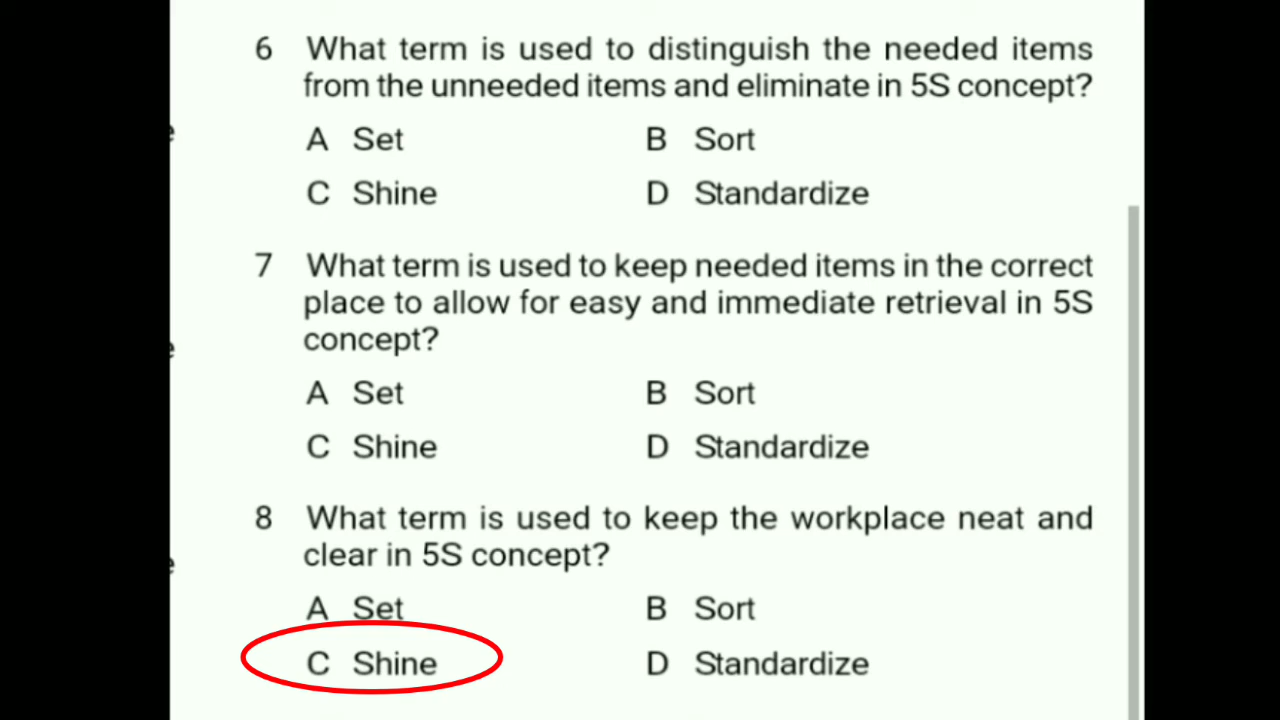 6 What term is used to distinguish the needed items
from the unneeded items and eliminate in 5S concept?
A Set B Sort
C Shine D Standardize
7 What term is used to keep needed items in the correct
place to allow for easy and immediate retrieval in 5S
concept?
A Set B Sort
C Shine D Standardize
8 What term is used to keep the workplace neat and
clear in 5S concept?
A Set B Sort
C Shine D Standardize